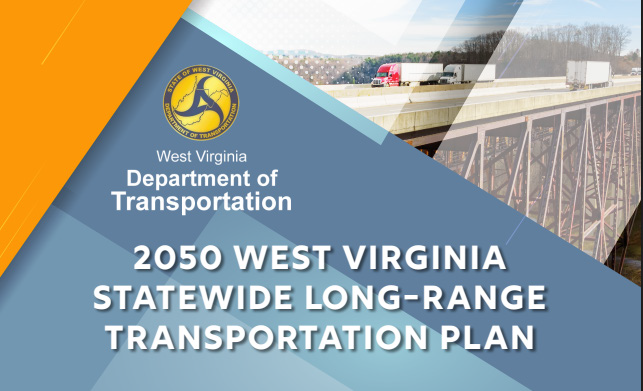 STATE OF WEST VIRGINIA
DEPARTMENT OF TRANSPORTATION
West Virginia
Department of
Transportation
2050 WEST VIRGINIA
STATEWIDE LONG-RANGE
TRANSPORTATION PLAN